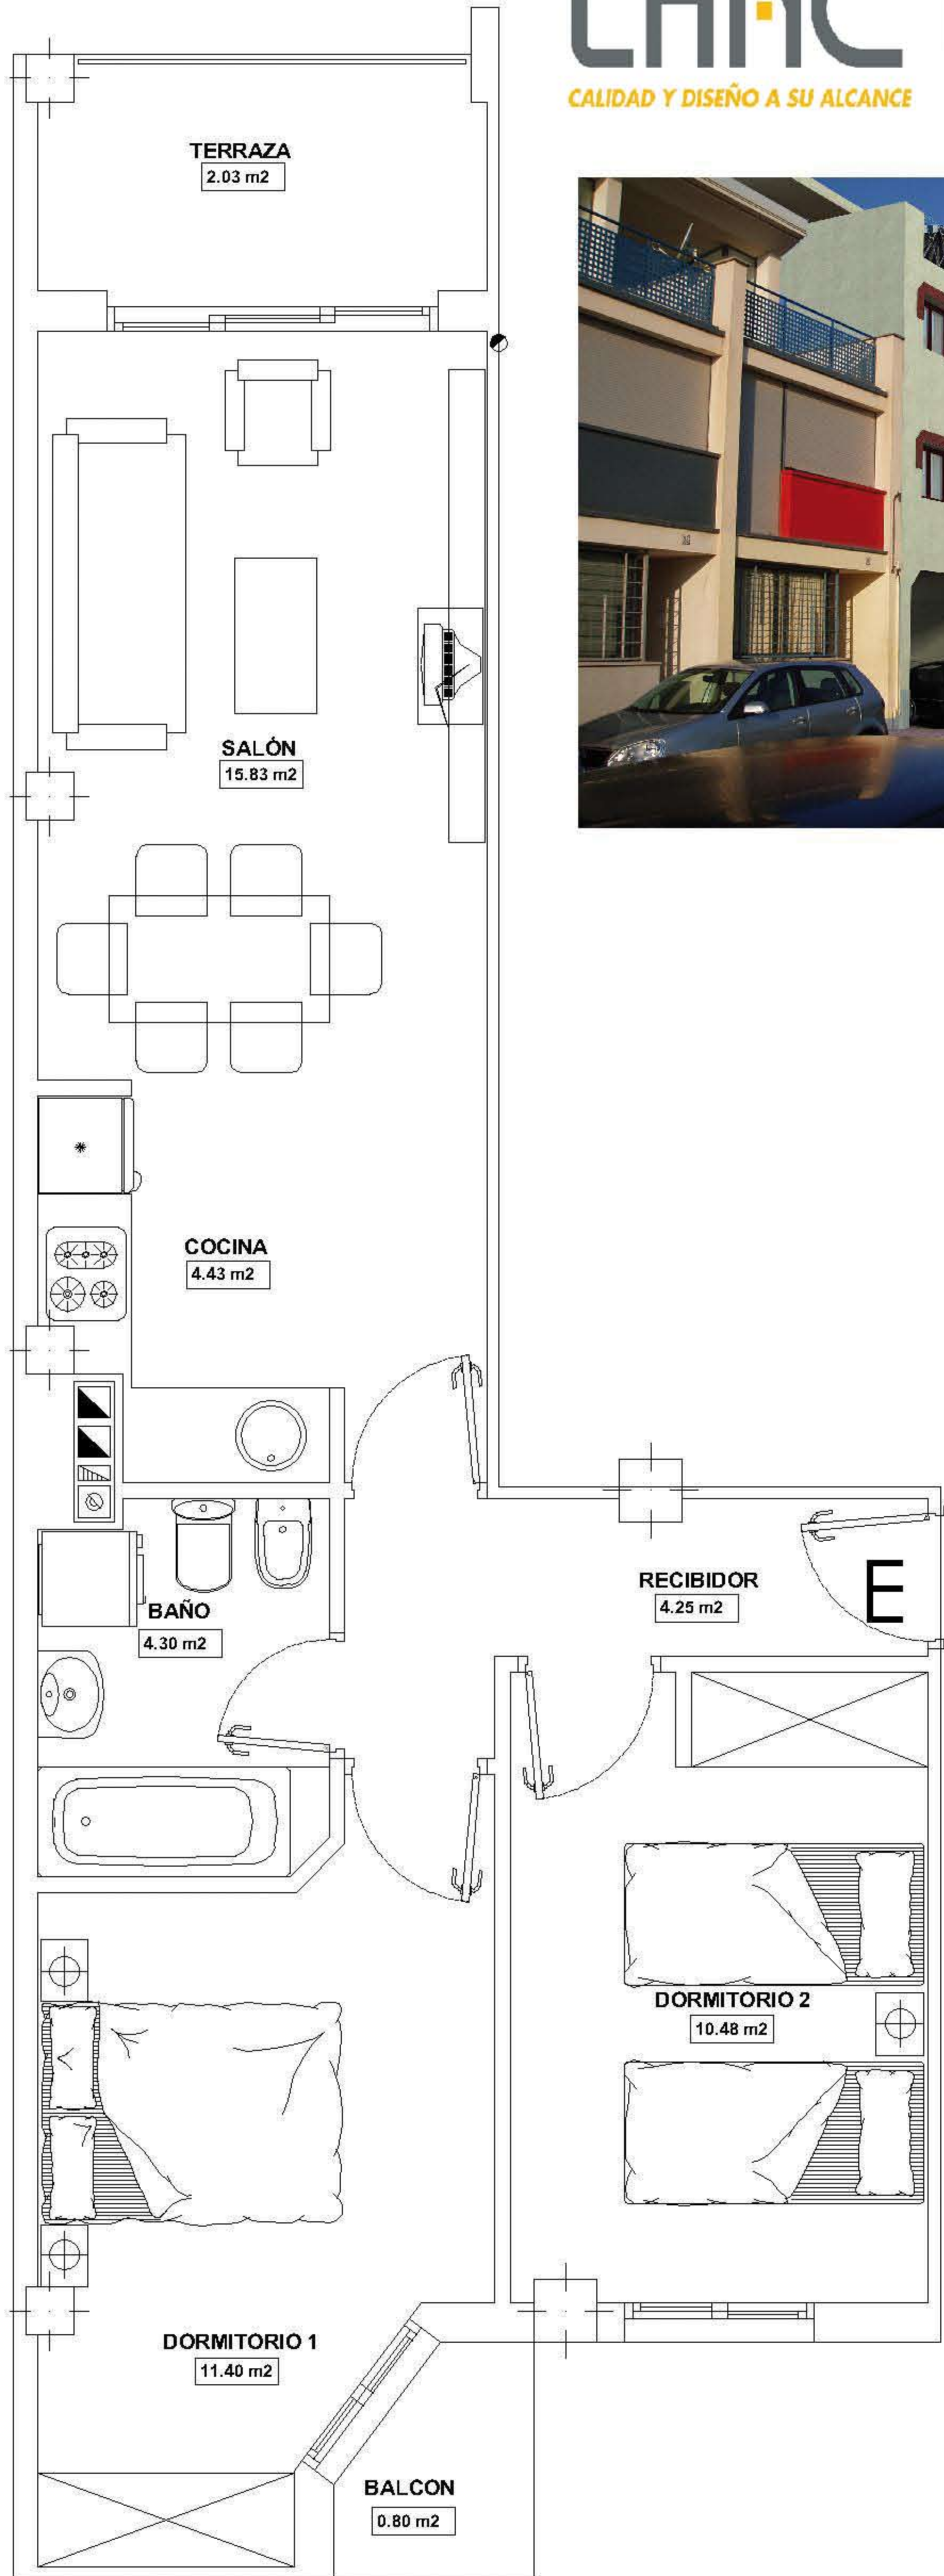 CALIDAD Y DISEÑO A SU ALCANCE
TERRAZA
2.03 m2
SALÓN
15.83 m2
COCINA
4.43 m2
RECIBIDOR
4.25 m2
E
BAÑO
4.30 m2
DORMITORIO 2
10.48 m2
DORMITORIO 1
11.40 m2
BALCON
0.80 m2